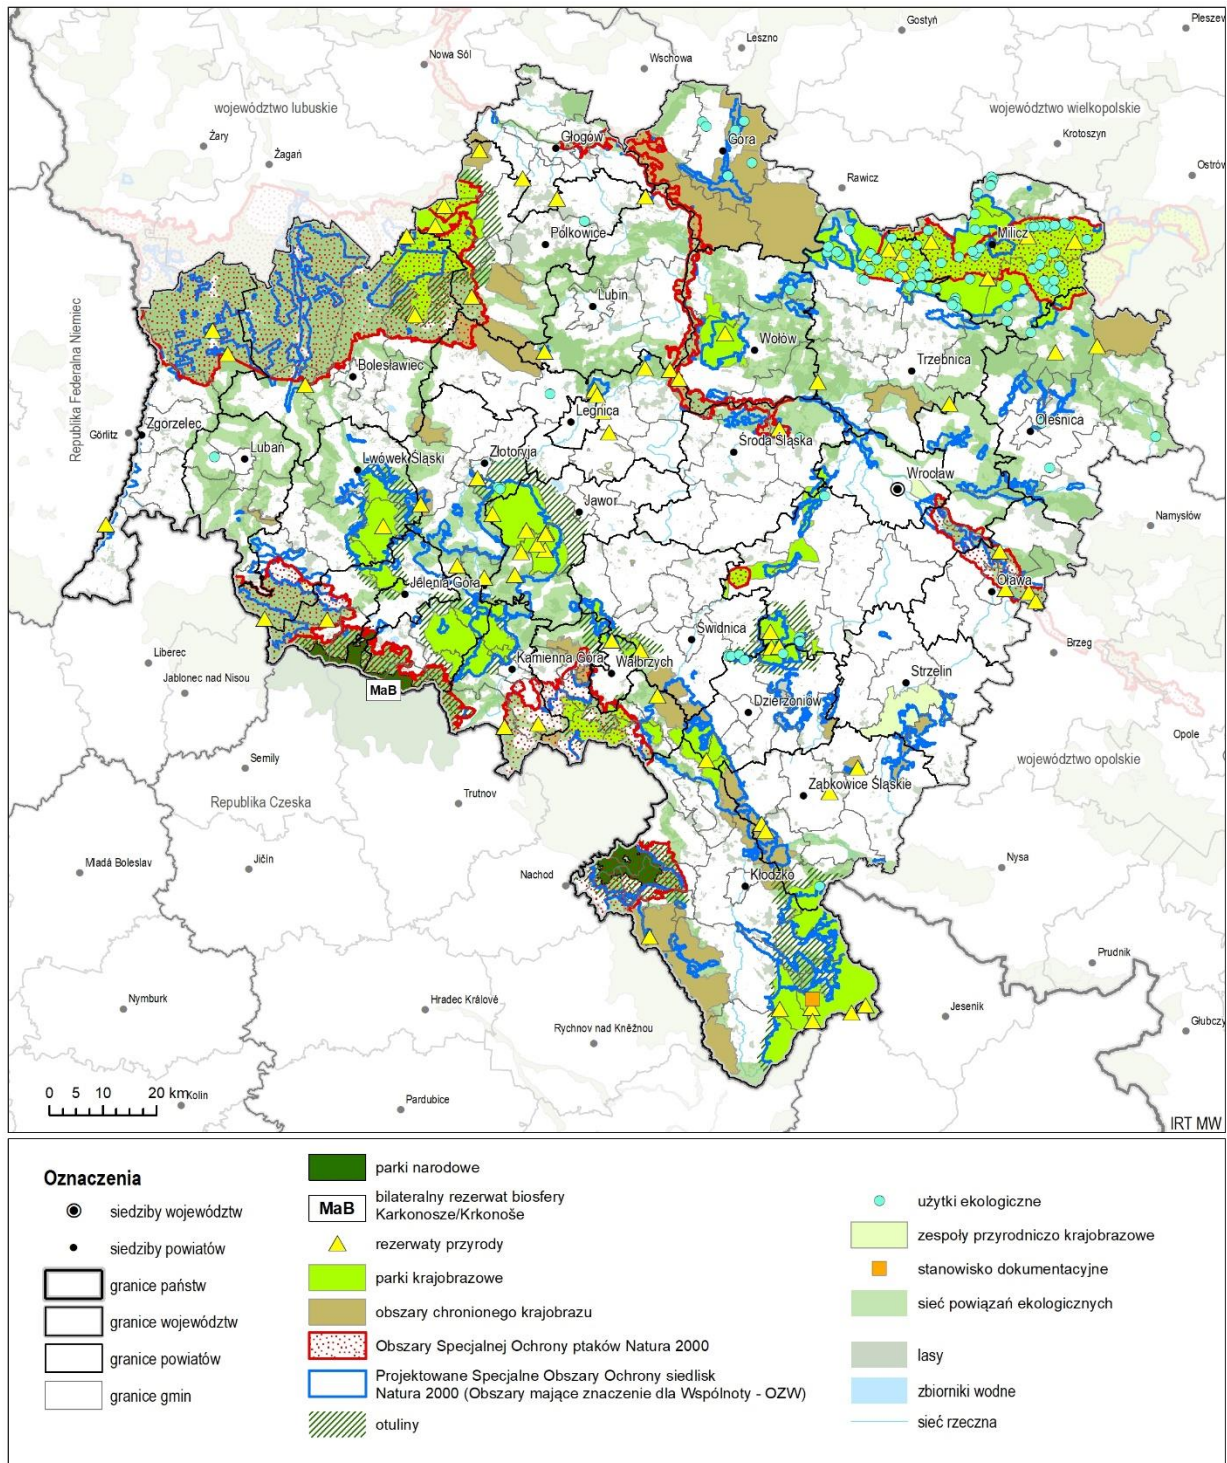 Gostyń
Pleszew
Leszno
Nowa Sól
Wschowa
województwo lubuskie
województwo wielkopolskie
Żary
Krotoszyn
Głogów
Góra
Żagań
Ostrów
Rawicz
Polkowice
Milicz
Lubin
Republika Federalna Niemiec
Wołów
Trzebnica
Bolesławiec
Legnica
Oleśnica
Zgorzelec
Görlitz
Lubań
Środa Śląska
Lwówek Śląski
Złotoryja
Wrocław
Jawor
Namysłów
Jelenia Góra
Oława
Świdnica
Brzeg
Liberec
Kamienna Góra
Wałbrzych
Strzelin
Jablonec nad Nisou
MaB
Dzierżoniów
Opole
Semily
województwo opolskie
Ząbkowice Śląskie
Republika Czeska
Trutnov
Mladá Boleslav
Jičín
Nysa
Nachod
Kłodzko
Prudnik
Nymburk
Hradec Králové
Jesenik
Rychnov nad Kněžnou
Głubczy
0 5 10 20 km
Kolin
Pardubice
IRT MW
Oznaczenia
siedziby województw
siedziby powiatów
granice państw
granice województw
granice powiatów
granice gmin
parki narodowe
MaB
bilateralny rezerwat biosfery
Karkonosze/Krkonoše
rezerwaty przyrody
parki krajobrazowe
obszary chronionego krajobrazu
Obszary Specjalnej Ochrony ptaków Natura 2000
Projektowane Specjalne Obszary Ochrony siedlisk
Natura 2000 (Obszary mające znaczenie dla Wspólnoty - OZW)
otuliny
użytki ekologiczne
zespoły przyrodniczo krajobrazowe
stanowisko dokumentacyjne
sieć powiązań ekologicznych
lasy
zbiorniki wodne
sieć rzeczna